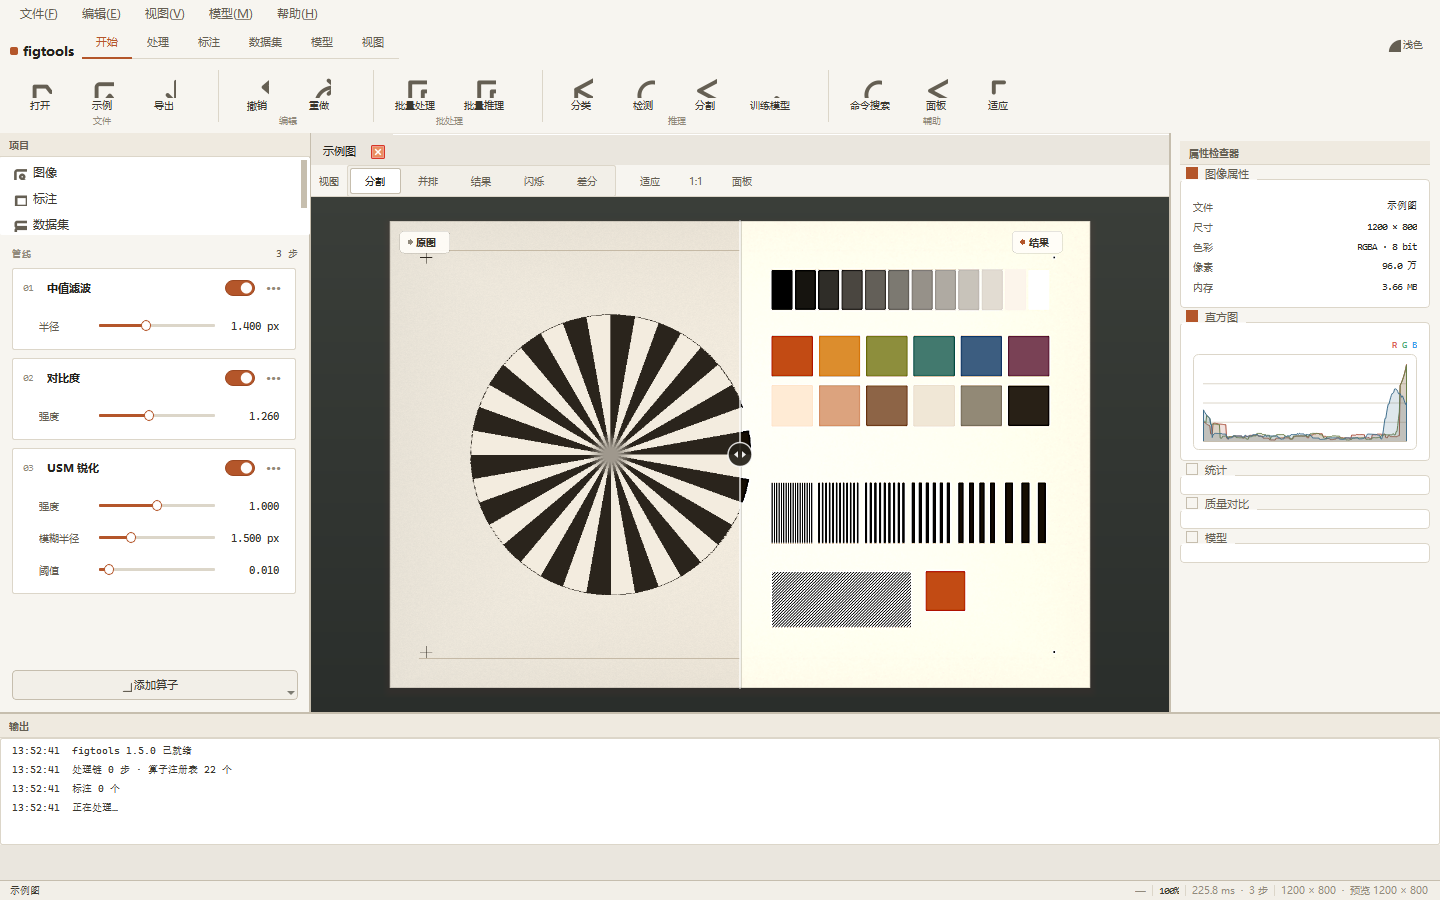 文件(F) 编辑(E) 视图(V) 模型(M) 帮助(H)
figtools 开始 处理 标注 数据集 模型 视图 浅色
打开 示例 导出 撤销 重做 批量处理 批量推理 分类 检测 分割 训练模型 命令搜索 面板 适应
文件 编辑 批处理 推理 辅助
项目
图像
标注
数据集
管线 3 步
01 中值滤波
半径 1.400 px
02 对比度
强度 1.260
03 USM 锐化
强度 1.000
模糊半径 1.500 px
阈值 0.010
添加算子
示例图
视图 分割 并排 结果 闪烁 差分 适应 1:1 面板
原图 结果
属性检查器
图像属性
文件 示例图
尺寸 1200 × 800
色彩 RGBA · 8 bit
像素 96.0 万
内存 3.66 MB
直方图
R G B
统计
质量对比
模型
输出
13:52:41 figtools 1.5.0 已就绪
13:52:41 处理链 0 步 · 算子注册表 22 个
13:52:41 标注 0 个
13:52:41 正在处理…
示例图 — 100% 225.8 ms · 3 步 1200 × 800 · 预览 1200 × 800